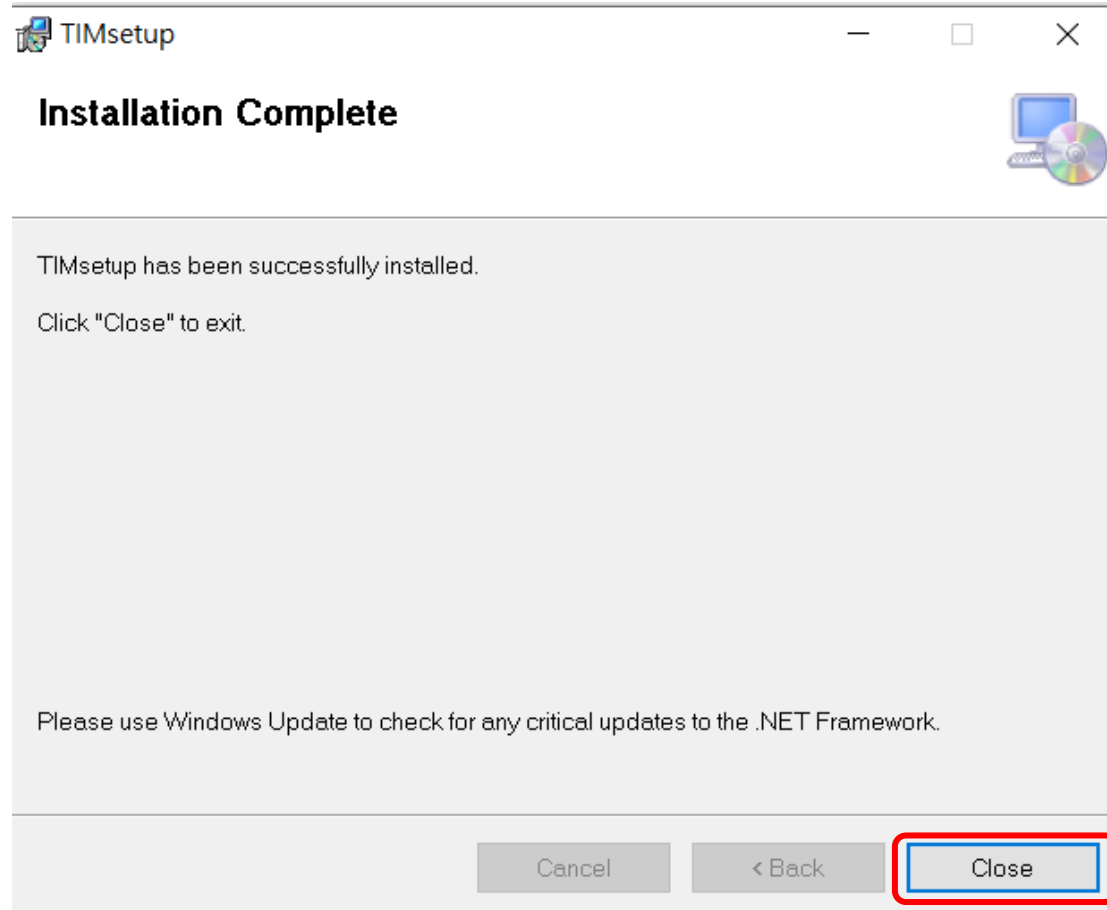 TIMsetup
Installation Complete
TIMsetup has been successfully installed.
Click "Close" to exit.
Please use Windows Update to check for any critical updates to the .NET Framework.
Cancel
< Back
Close